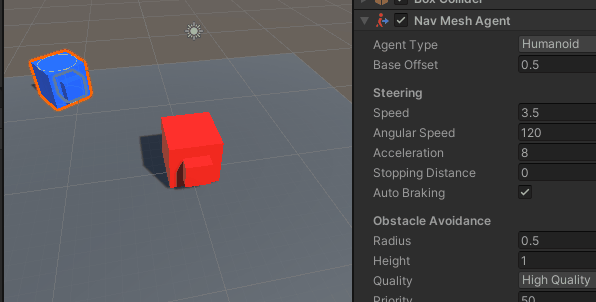 Box Collider
Nav Mesh Agent
Agent Type Humanoid
Base Offset 0.5
Steering
Speed 3.5
Angular Speed 120
Acceleration 8
Stopping Distance 0
Auto Braking
Obstacle Avoidance
Radius 0.5
Height 1
Quality High Quality
Priority 50